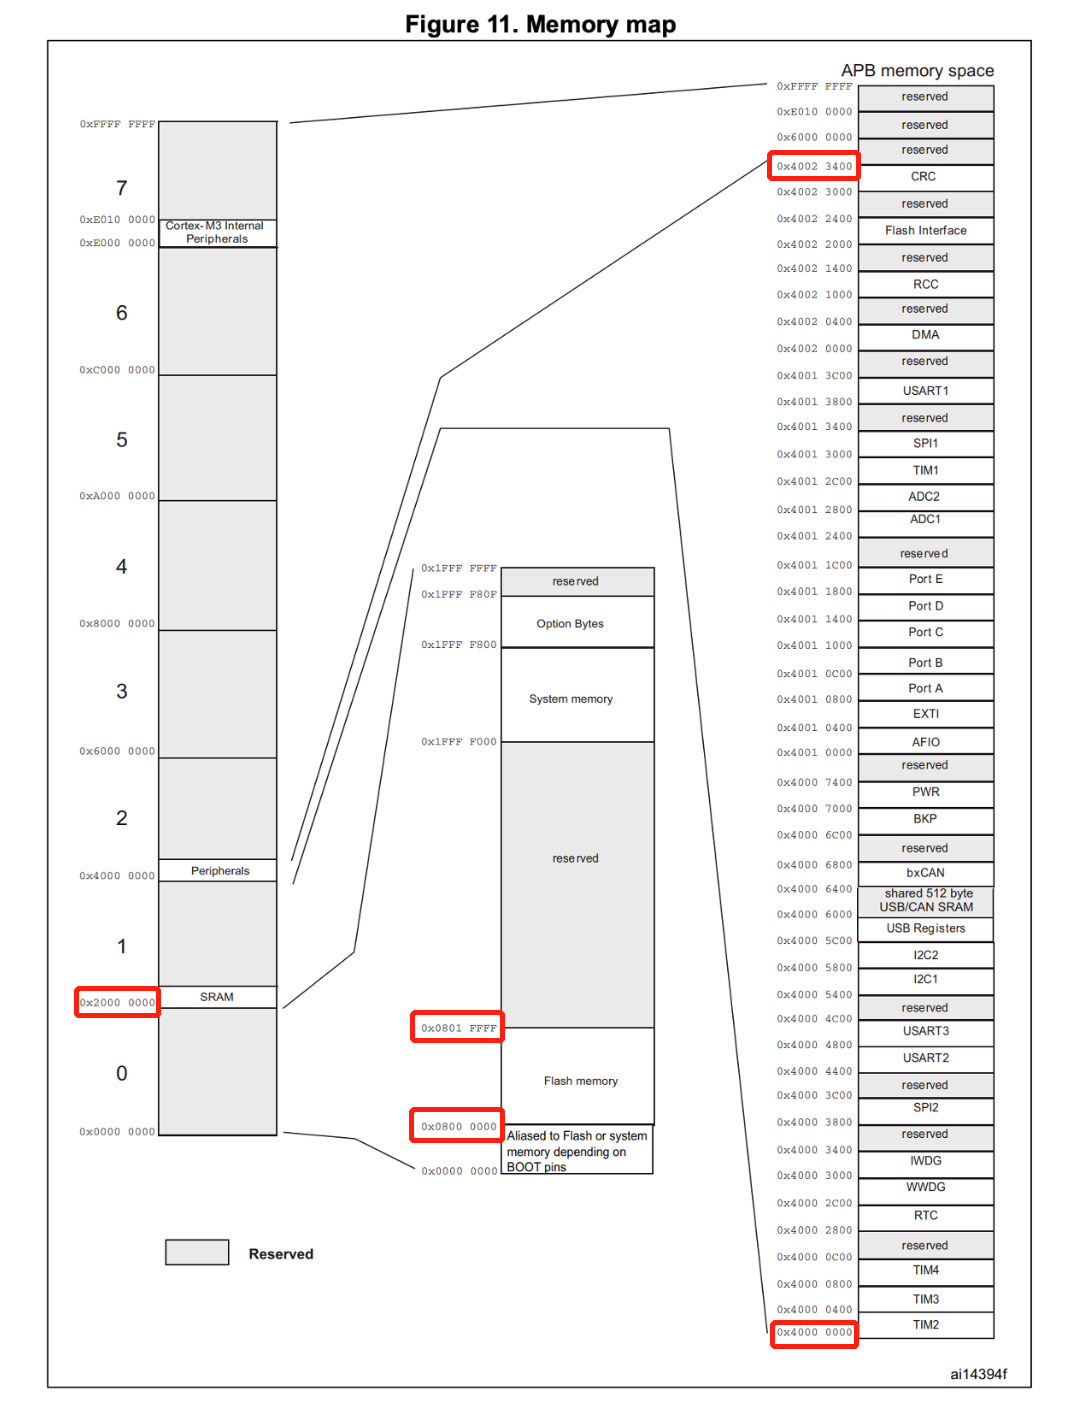 Figure 11. Memory map
0xFFFF FFFF
7
0xE010 0000
Cortex-M3 Internal
Peripherals
0xE000 0000
6
0xC000 0000
5
0xA000 0000
4
0x8000 0000
3
0x6000 0000
2
Peripherals
0x4000 0000
1
SRAM
0x2000 0000
0
0x0000 0000
Reserved
0x1FFF FFFF
reserved
0x1FFF F80F
Option Bytes
0x1FFF F800
System memory
0x1FFF F000
reserved
0x0801 FFFF
Flash memory
0x0800 0000
Aliased to Flash or system
memory depending on
BOOT pins
0x0000 0000
APB memory space
0xFFFF FFFF
reserved
0xE010 0000
reserved
0x6000 0000
reserved
0x4002 3400
CRC
0x4002 3000
reserved
0x4002 2400
Flash Interface
0x4002 2000
reserved
0x4002 1400
RCC
0x4002 1000
reserved
0x4002 0400
DMA
0x4002 0000
reserved
0x4001 3C00
USART1
0x4001 3800
reserved
0x4001 3400
SPI1
0x4001 3000
TIM1
0x4001 2C00
ADC2
0x4001 2800
ADC1
0x4001 2400
reserved
0x4001 1C00
Port E
0x4001 1800
Port D
0x4001 1400
Port C
0x4001 1000
Port B
0x4001 0C00
Port A
0x4001 0800
EXTI
0x4001 0400
AFIO
0x4001 0000
reserved
0x4000 7400
PWR
0x4000 7000
BKP
0x4000 6C00
reserved
0x4000 6800
bxCAN
0x4000 6400
shared 512 byte
USB/CAN SRAM
0x4000 6000
USB Registers
0x4000 5C00
I2C2
0x4000 5800
I2C1
0x4000 5400
reserved
0x4000 4C00
USART3
0x4000 4800
USART2
0x4000 4400
reserved
0x4000 3C00
SPI2
0x4000 3800
reserved
0x4000 3400
IWDG
0x4000 3000
WWDG
0x4000 2C00
RTC
0x4000 2800
reserved
0x4000 0C00
TIM4
0x4000 0800
TIM3
0x4000 0400
TIM2
0x4000 0000
ai14394f